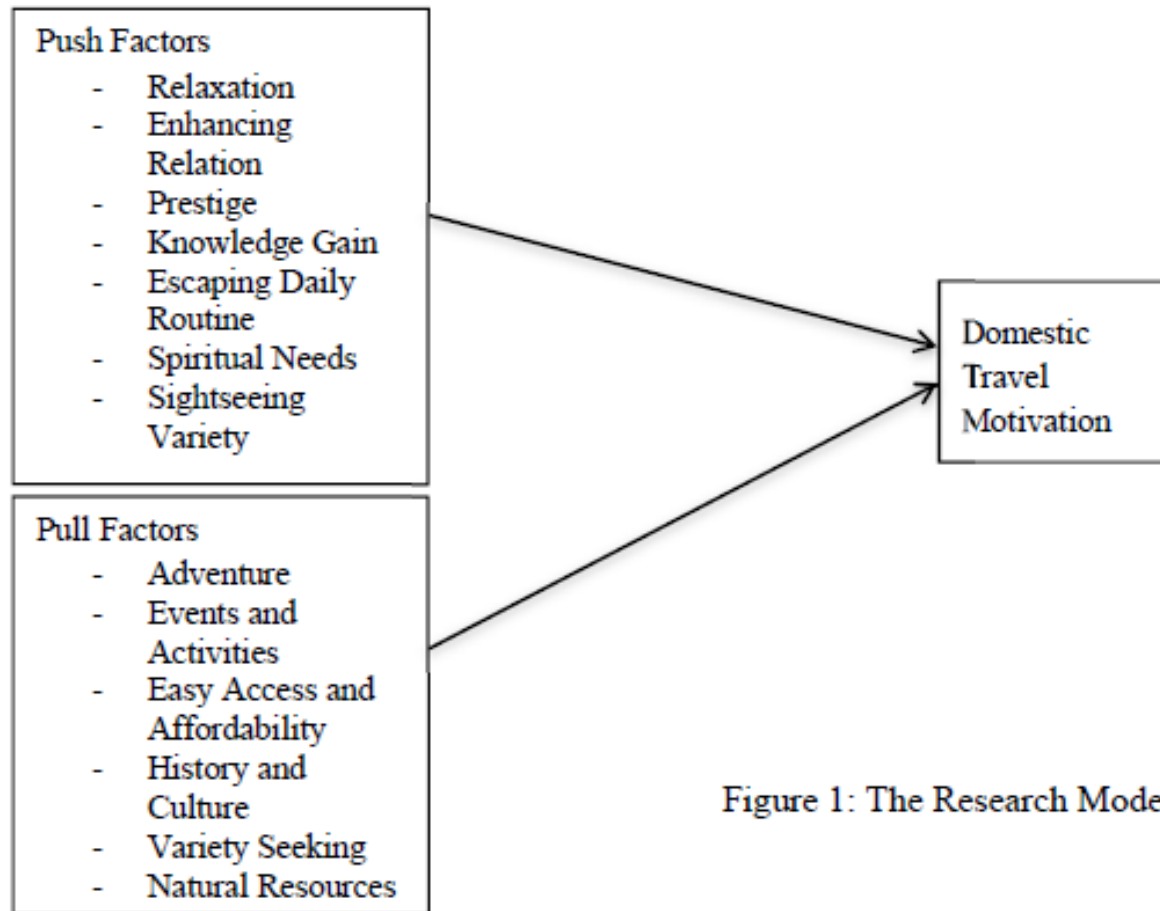 Push Factors
- Relaxation
- Enhancing
Relation
- Prestige
- Knowledge Gain
- Escaping Daily
Routine
- Spiritual Needs
- Sightseeing
Variety
Pull Factors
- Adventure
- Events and
Activities
- Easy Access and
Affordability
- History and
Culture
- Variety Seeking
- Natural Resources
Domestic
Travel
Motivation
Figure 1: The Research Mode